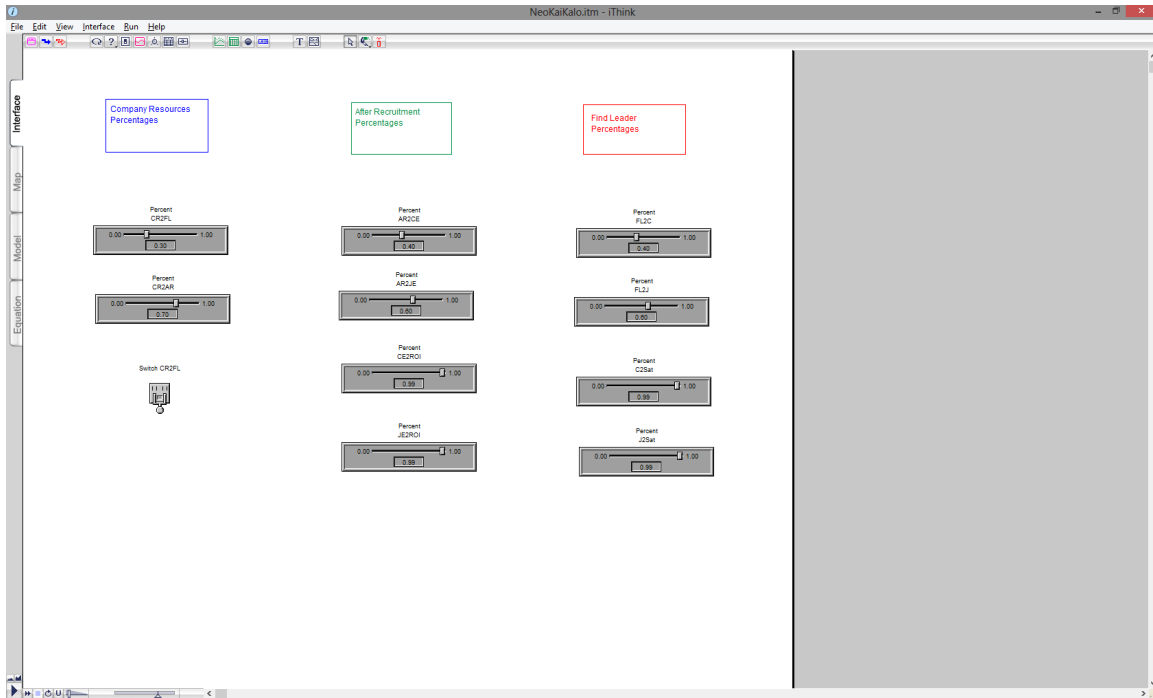 NeoKaiKalo.itm - iThink
File Edit View Interface Run Help
Interface
Map
Model
Equation
Company Resources
Percentages
Percent
CR2FL
0.00 1.00
0.30
Percent
CR2AR
0.00 1.00
0.70
Switch CR2FL
After Recruitment
Percentages
Percent
AR2CE
0.00 1.00
0.40
Percent
AR2JE
0.00 1.00
0.60
Percent
CE2ROI
0.00 1.00
0.99
Percent
JE2ROI
0.00 1.00
0.99
Find Leader
Percentages
Percent
FL2C
0.00 1.00
0.40
Percent
FL2J
0.00 1.00
0.60
Percent
C2Sat
0.00 1.00
0.99
Percent
J2Sat
0.00 1.00
0.99